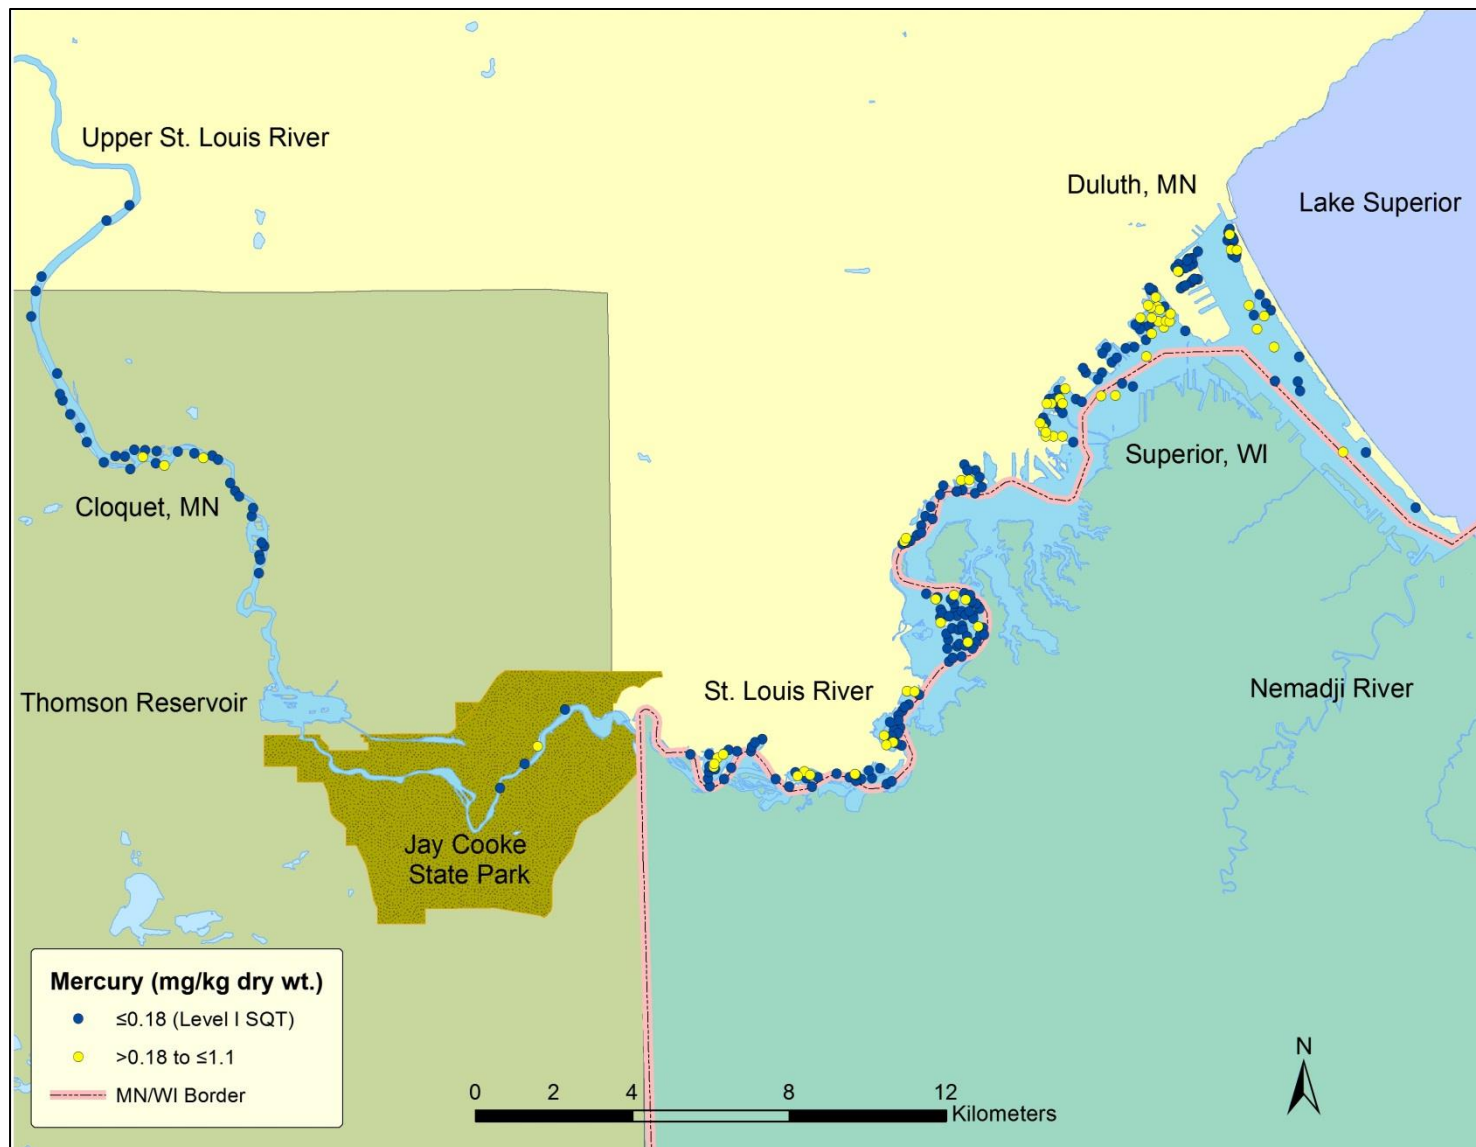 Upper St. Louis River
Duluth, MN
Lake Superior
Superior, WI
Cloquet, MN
Thomson Reservoir
St. Louis River
Nemadji River
Jay Cooke
State Park
Mercury (mg/kg dry wt.)
≤0.18 (Level I SQT)
>0.18 to ≤1.1
MN/WI Border
0 2 4 8 12
Kilometers
N